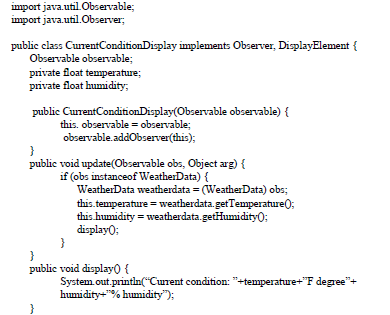 import java.util.Observable;
import java.util.Observer;
public class CurrentConditionDisplay implements Observer, DisplayElement {
Observable observable;
private float temperature;
private float humidity;
public CurrentConditionDisplay(Observable observable) {
this. observable = observable;
observable.addObserver(this);
}
public void update(Observable obs, Object arg) {
if (obs instanceof WeatherData) {
WeatherData weatherdata = (WeatherData) obs;
this.temperature = weatherdata.getTemperature();
this.humidity = weatherdata.getHumidity();
display();
}
}
public void display() {
System.out.println(“Current condition: ”+temperature+”F degree”+
humidity+”% humidity”);
}